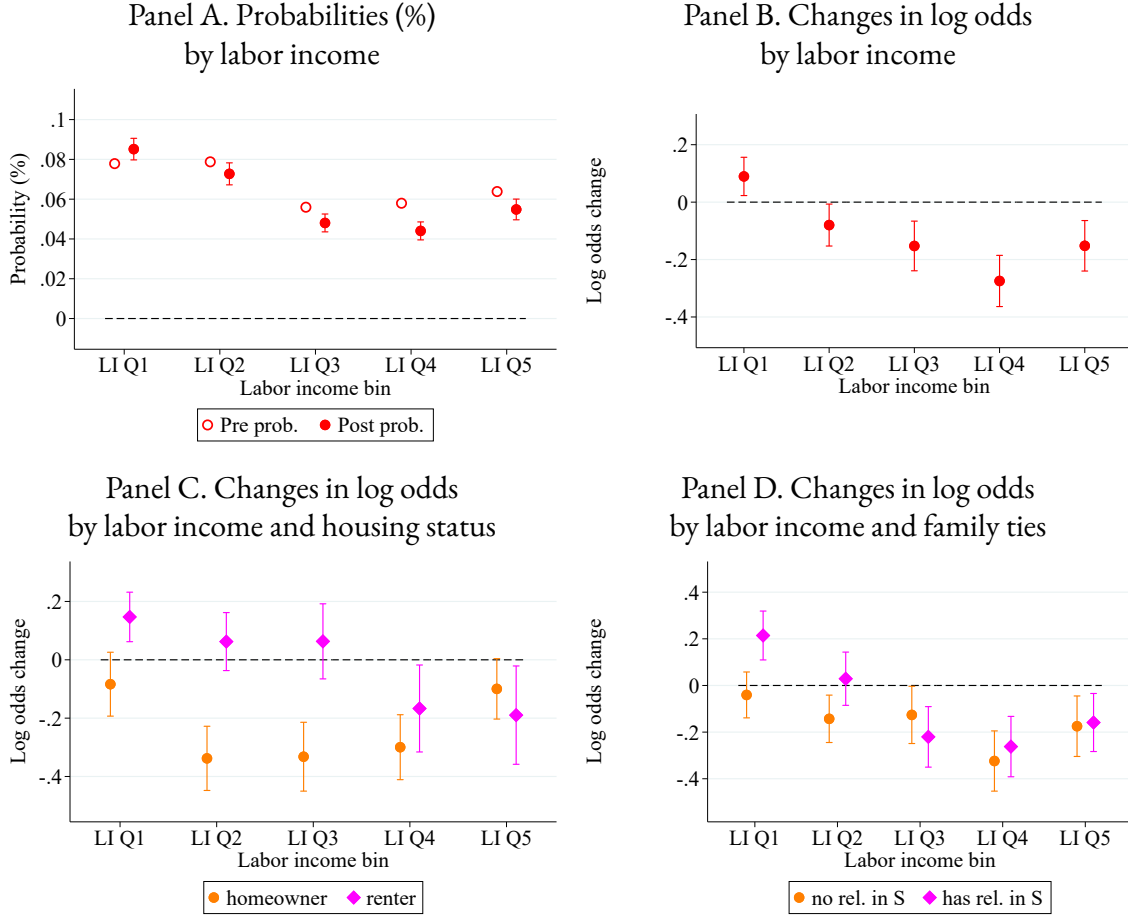 Panel A. Probabilities (%)
by labor income
Probability (%)
.1
.08
.06
.04
.02
0
LI Q1 LI Q2 LI Q3 LI Q4 LI Q5
Labor income bin
Pre prob. Post prob.
Panel B. Changes in log odds
by labor income
Log odds change
.2
0
-.2
-.4
LI Q1 LI Q2 LI Q3 LI Q4 LI Q5
Labor income bin
Panel C. Changes in log odds
by labor income and housing status
Log odds change
.2
0
-.2
-.4
LI Q1 LI Q2 LI Q3 LI Q4 LI Q5
Labor income bin
homeowner renter
Panel D. Changes in log odds
by labor income and family ties
Log odds change
.4
.2
0
-.2
-.4
LI Q1 LI Q2 LI Q3 LI Q4 LI Q5
Labor income bin
no rel. in S has rel. in S